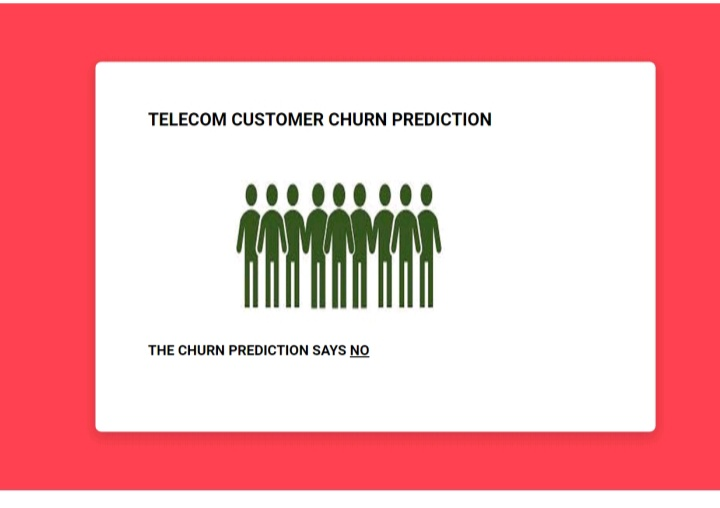 TELECOM CUSTOMER CHURN PREDICTION
THE CHURN PREDICTION SAYS NO